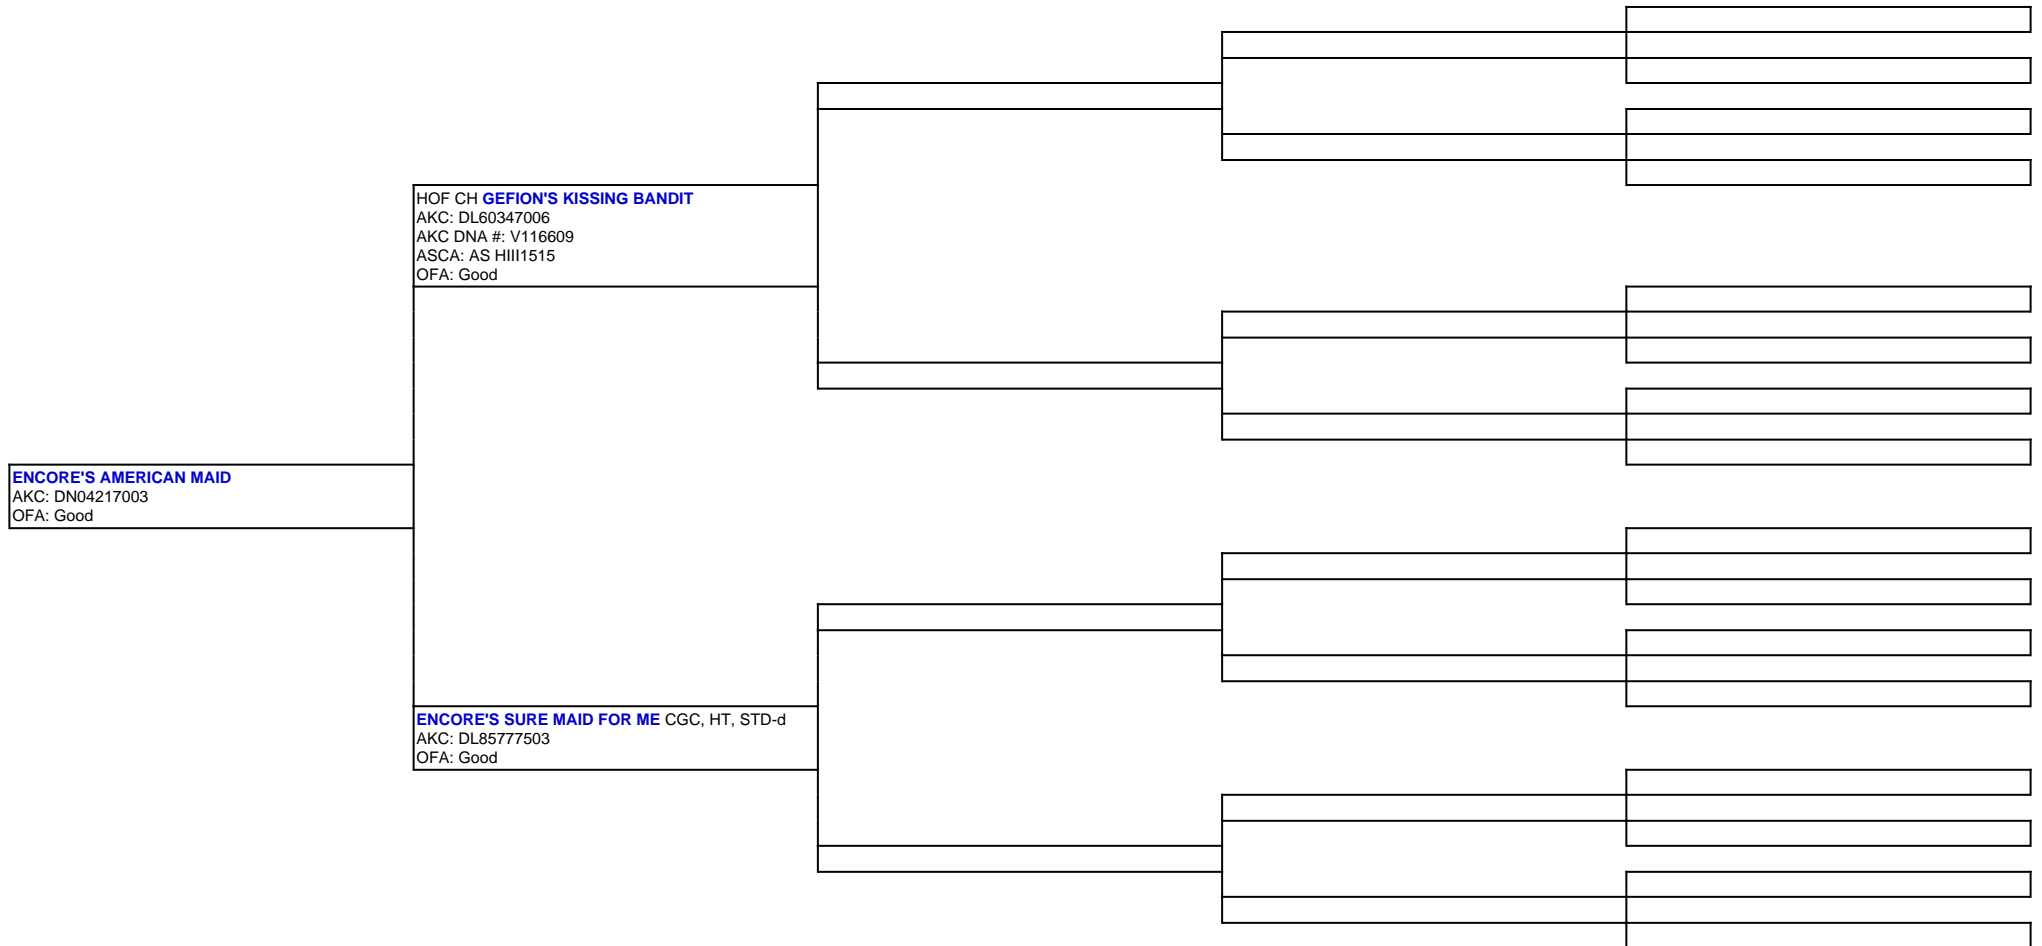 HOF CH GEFION'S KISSING BANDIT
AKC: DL60347006
AKC DNA #: V116609
ASCA: AS HIII1515
OFA: Good
ENCORE'S AMERICAN MAID
AKC: DN04217003
OFA: Good
ENCORE'S SURE MAID FOR ME CGC, HT, STD-d
AKC: DL85777503
OFA: Good